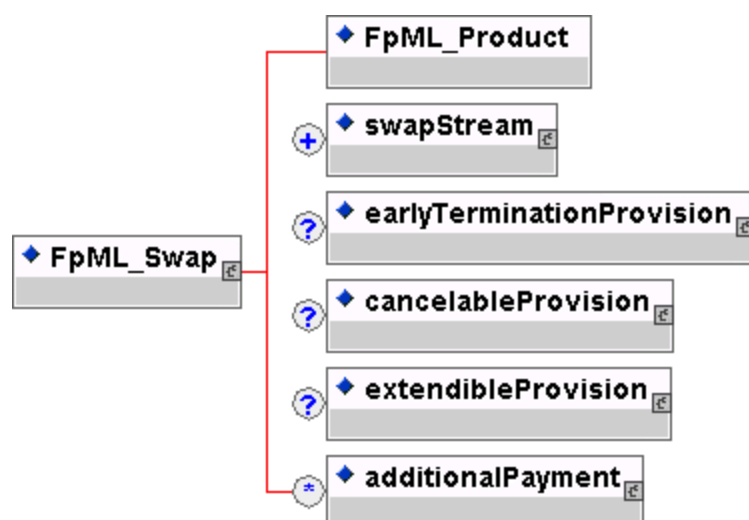 FpML_Product
+ swapStream
? earlyTerminationProvision
FpML_Swap
? cancelableProvision
? extendibleProvision
* additionalPayment